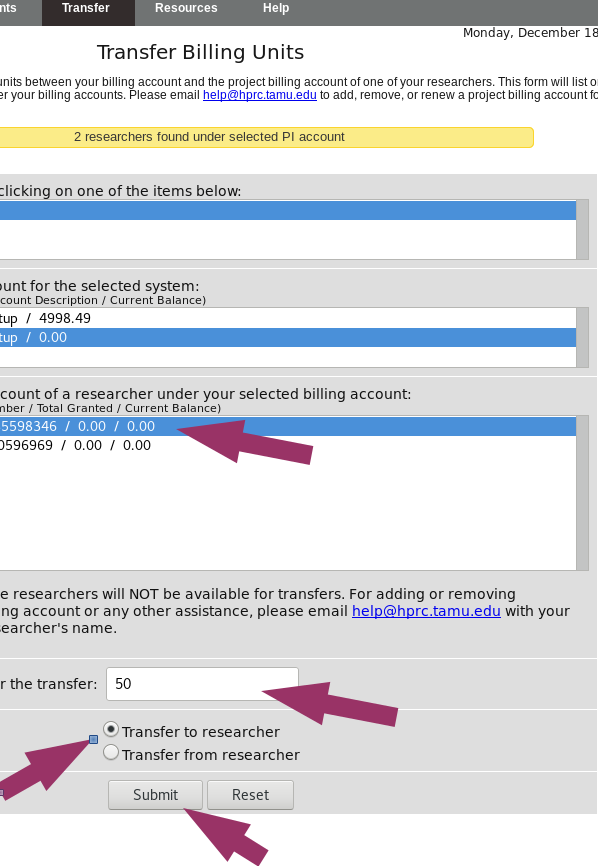 nts Transfer Resources Help
Monday, December 18
Transfer Billing Units
units between your billing account and the project billing account of one of your researchers. This form will list o
er your billing accounts. Please email help@hprc.tamu.edu to add, remove, or renew a project billing account fo
2 researchers found under selected PI account
clicking on one of the items below:
ount for the selected system:
count Description / Current Balance)
tup / 4998.49
tup / 0.00
count of a researcher under your selected billing account:
mber / Total Granted / Current Balance)
5598346 / 0.00 / 0.00
0596969 / 0.00 / 0.00
e researchers will NOT be available for transfers. For adding or removing
ng account or any other assistance, please email help@hprc.tamu.edu with your
searcher's name.
r the transfer: 50
Transfer to researcher
Transfer from researcher
Submit Reset